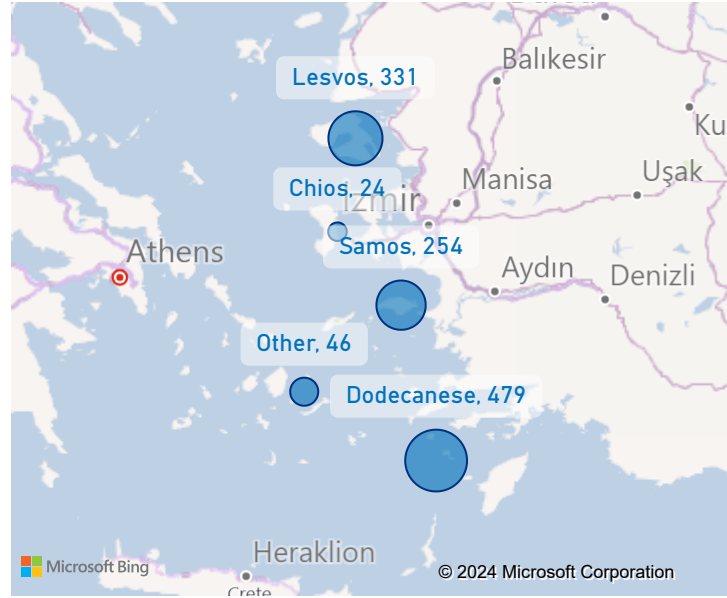 Balıkesir
Lesvos, 331
Ku
Chios, 24
İzmir
Manisa
Uşak
Athens
Samos, 254
Aydın
Denizli
Other, 46
Dodecanese, 479
Heraklion
Microsoft Bing
© 2024 Microsoft Corporation
Crete